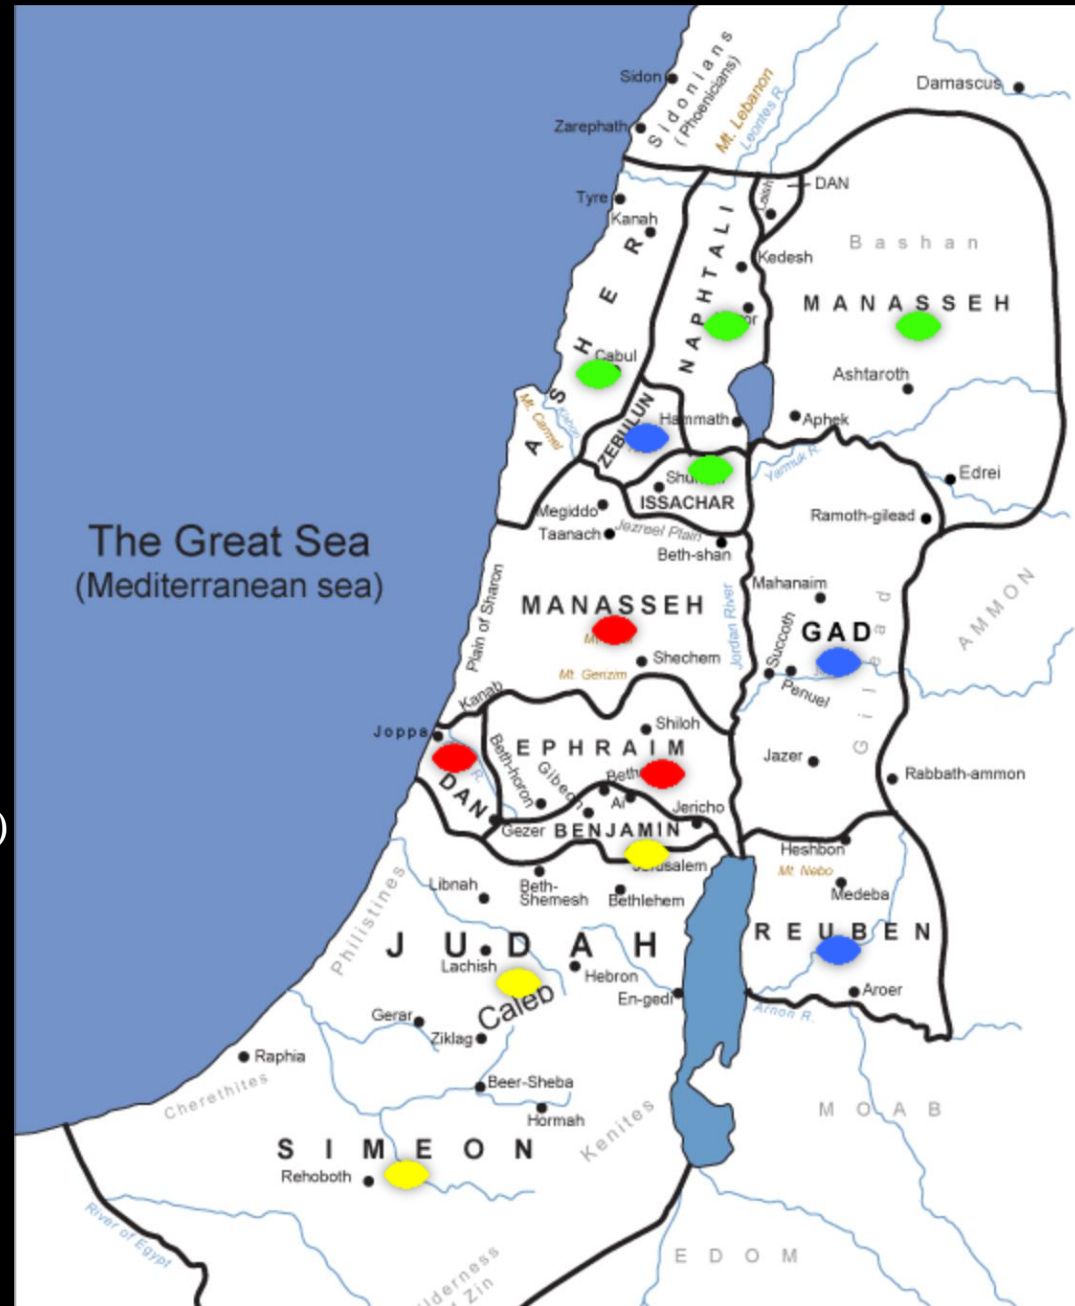 Sidon
Sidonians
(Phoenicians)
Mt. Lebanon
Leontes R.
Damascus
Zarephath
DAN
Laish
Tyre
Kanah
Bashan
Kedesh
ASHER
NAPHTALI
MANASSEH
Cabul
Ashtaroth
Mt. Carmel
Kishon
ZEBULUN
Hammath
Aphek
Yarmuk R.
Edrei
ISSACHAR
Megiddo
Ramoth-gilead
The Great Sea
(Mediterranean sea)
Taanach
Jezreel Plain
Beth-shan
Plain of Sharon
MANASSEH
Jordan River
Mahanaim
AMMON
GAD
Gilead
Succoth
Shechem
Mt. Gerizim
Penuel
Kanah
Joppa
Shiloh
EPHRAIM
Beth-horon
Gibeon
Jazer
Rabbath-ammon
R.
DAN
Ai
Jericho
Gezer
BENJAMIN
)
Heshbon
Mt. Nebo
Jerusalem
Libnah
Beth-
Shemesh
Bethlehem
Medeba
Philistines
JUDAH
REUBEN
Lachish
Hebron
Caleb
En-gedi
Aroer
Arnon R.
Gerar
Ziklag
Raphia
Cherethites
Beer-Sheba
Hormah
Kenites
MOAB
SIMEON
Rehoboth
River of Egypt
EDOM
Zin